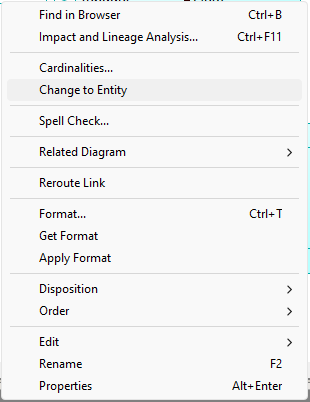 Find in Browser Ctrl+B
Impact and Lineage Analysis... Ctrl+F11
Cardinalities...
Change to Entity
Spell Check...
Related Diagram
Reroute Link
Format... Ctrl+T
Get Format
Apply Format
Disposition
Order
Edit
Rename F2
Properties Alt+Enter